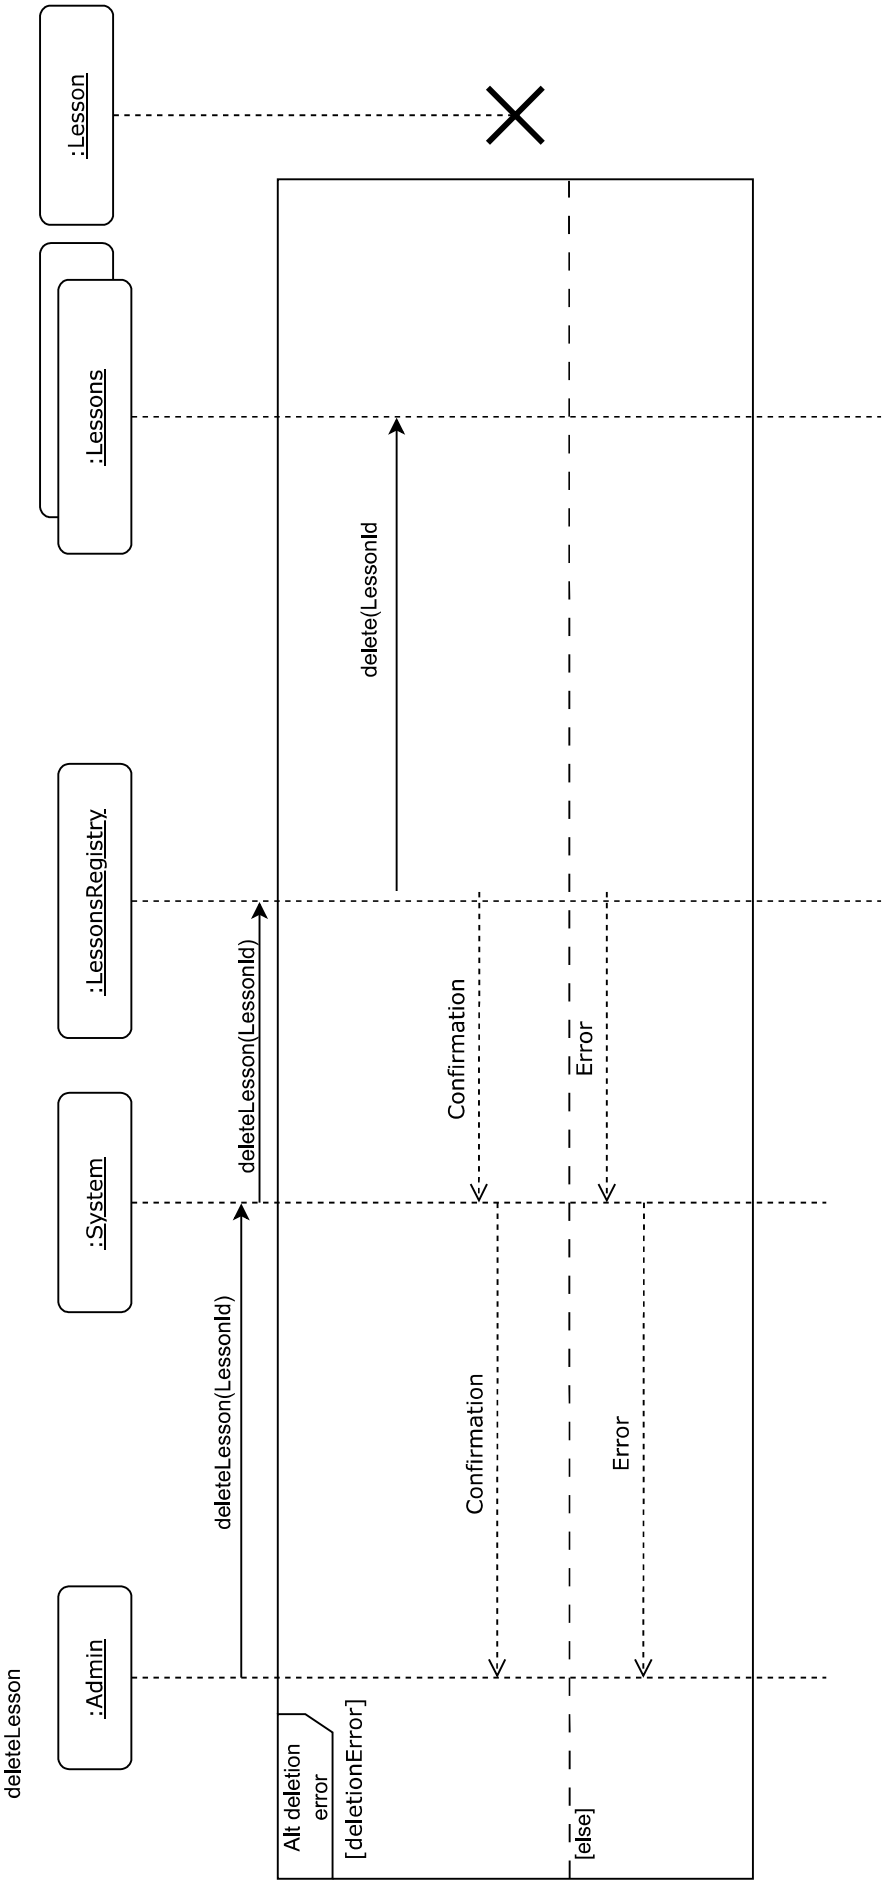 deleteLesson
:Admin
:System
:LessonsRegistry
:Lessons
:Lesson
deleteLesson(LessonId)
deleteLesson(LessonId)
Alt deletion
error
[deletionError]
delete(LessonId
Confirmation
Confirmation
[else]
Error
Error